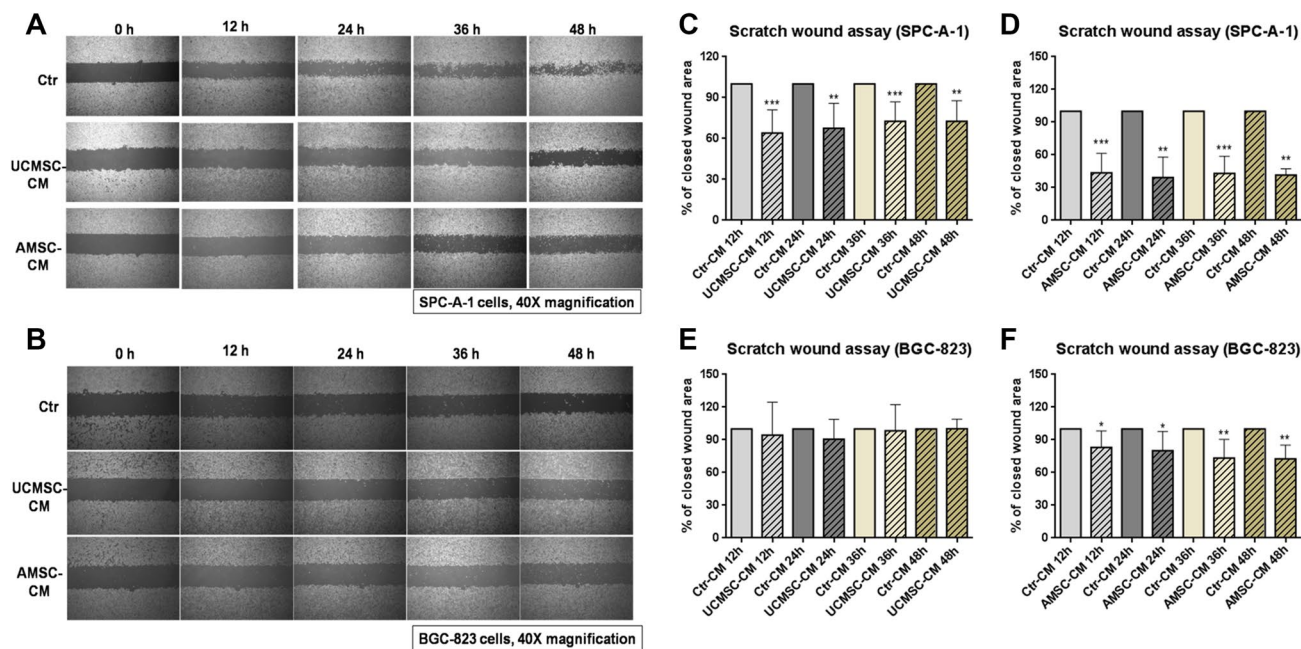 A
0 h
12 h
24 h
36 h
48 h
Ctr
UCMSC-
CM
AMSC-
CM
SPC-A-1 cells, 40X magnification
B
0 h
12 h
24 h
36 h
48 h
Ctr
UCMSC-
CM
AMSC-
CM
BGC-823 cells, 40X magnification
C
Scratch wound assay (SPC-A-1)
% of closed wound area
120
90
60
30
0
***
**
***
**
Ctr-CM 12h
UCMSC-CM 12h
Ctr-CM 24h
UCMSC-CM 24h
Ctr-CM 36h
UCMSC-CM 36h
Ctr-CM 48h
UCMSC-CM 48h
D
Scratch wound assay (SPC-A-1)
% of closed wound area
150
120
90
60
30
0
***
**
***
**
Ctr-CM 12h
AMSC-CM 12h
Ctr-CM 24h
AMSC-CM 24h
Ctr-CM 36h
AMSC-CM 36h
Ctr-CM 48h
AMSC-CM 48h
E
Scratch wound assay (BGC-823)
% of closed wound area
150
120
90
60
30
0
Ctr-CM 12h
UCMSC-CM 12h
Ctr-CM 24h
UCMSC-CM 24h
Ctr-CM 36h
UCMSC-CM 36h
Ctr-CM 48h
UCMSC-CM 48h
F
Scratch wound assay (BGC-823)
% of closed wound area
150
120
90
60
30
0
*
*
**
**
Ctr-CM 12h
AMSC-CM 12h
Ctr-CM 24h
AMSC-CM 24h
Ctr-CM 36h
AMSC-CM 36h
Ctr-CM 48h
AMSC-CM 48h